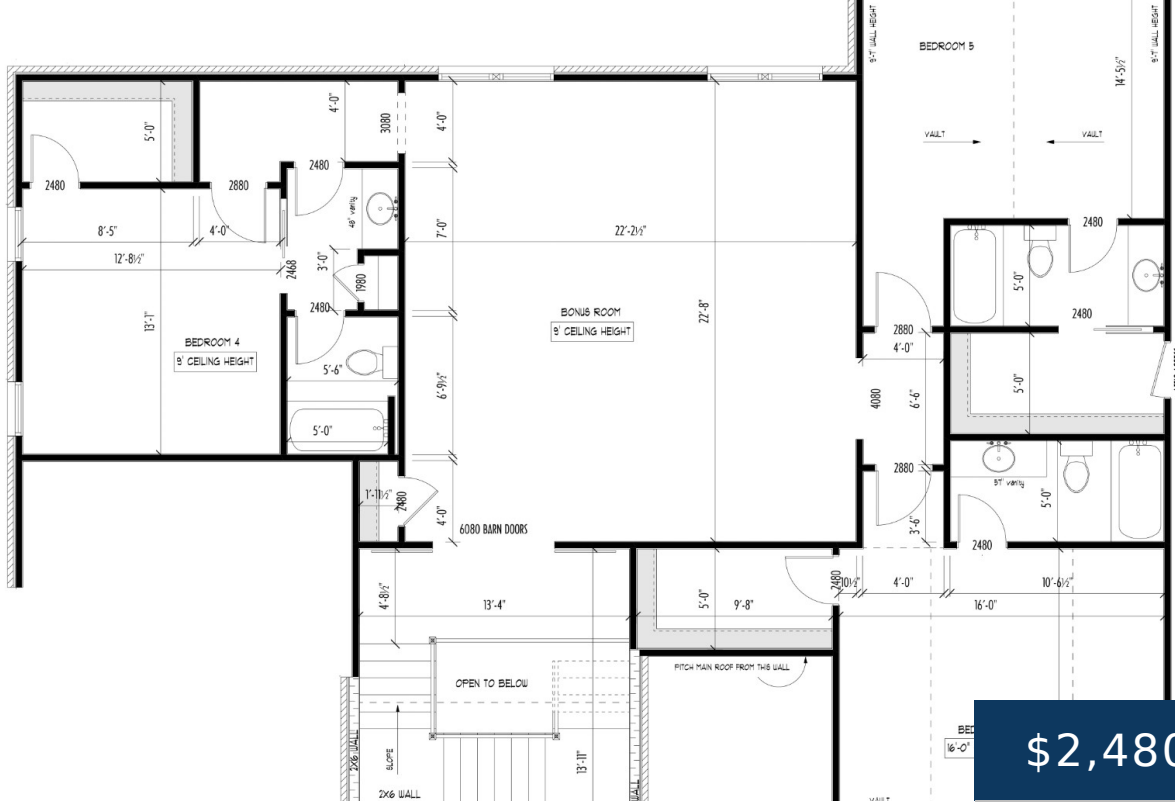 9'-1" WALL HEIGHT
BEDROOM 5
9'-1" WALL HEIGHT
14'-5½"
VAULT
VAULT
5'-0"
4'-0"
3080
4'-0"
2480
2880
2480
48" vanity
2480
8'-5"
4'-0"
7'-0"
22'-2½"
12'-8½"
3'-0"
2468
1980
5'-0"
2480
2480
13'-1"
22'-8"
BONUS ROOM
9' CEILING HEIGHT
2880
4'-0"
BEDROOM 4
9' CEILING HEIGHT
5'-6"
6'-9½"
4080
6'-6"
5'-0"
5'-0"
2880
37" vanity
1'-11½"
2480
4'-0"
6080 BARN DOORS
3'-6"
5'-0"
2480
4'-8½"
13'-4"
5'-0"
9'-8"
2480
10½"
4'-0"
10'-6½"
16'-0"
PITCH MAIN ROOF FROM THIS WALL
OPEN TO BELOW
2X6 WALL
SLOPE
13'-11"
2X6 WALL
WALL
BED
16'-0"
$2,480
VAULT